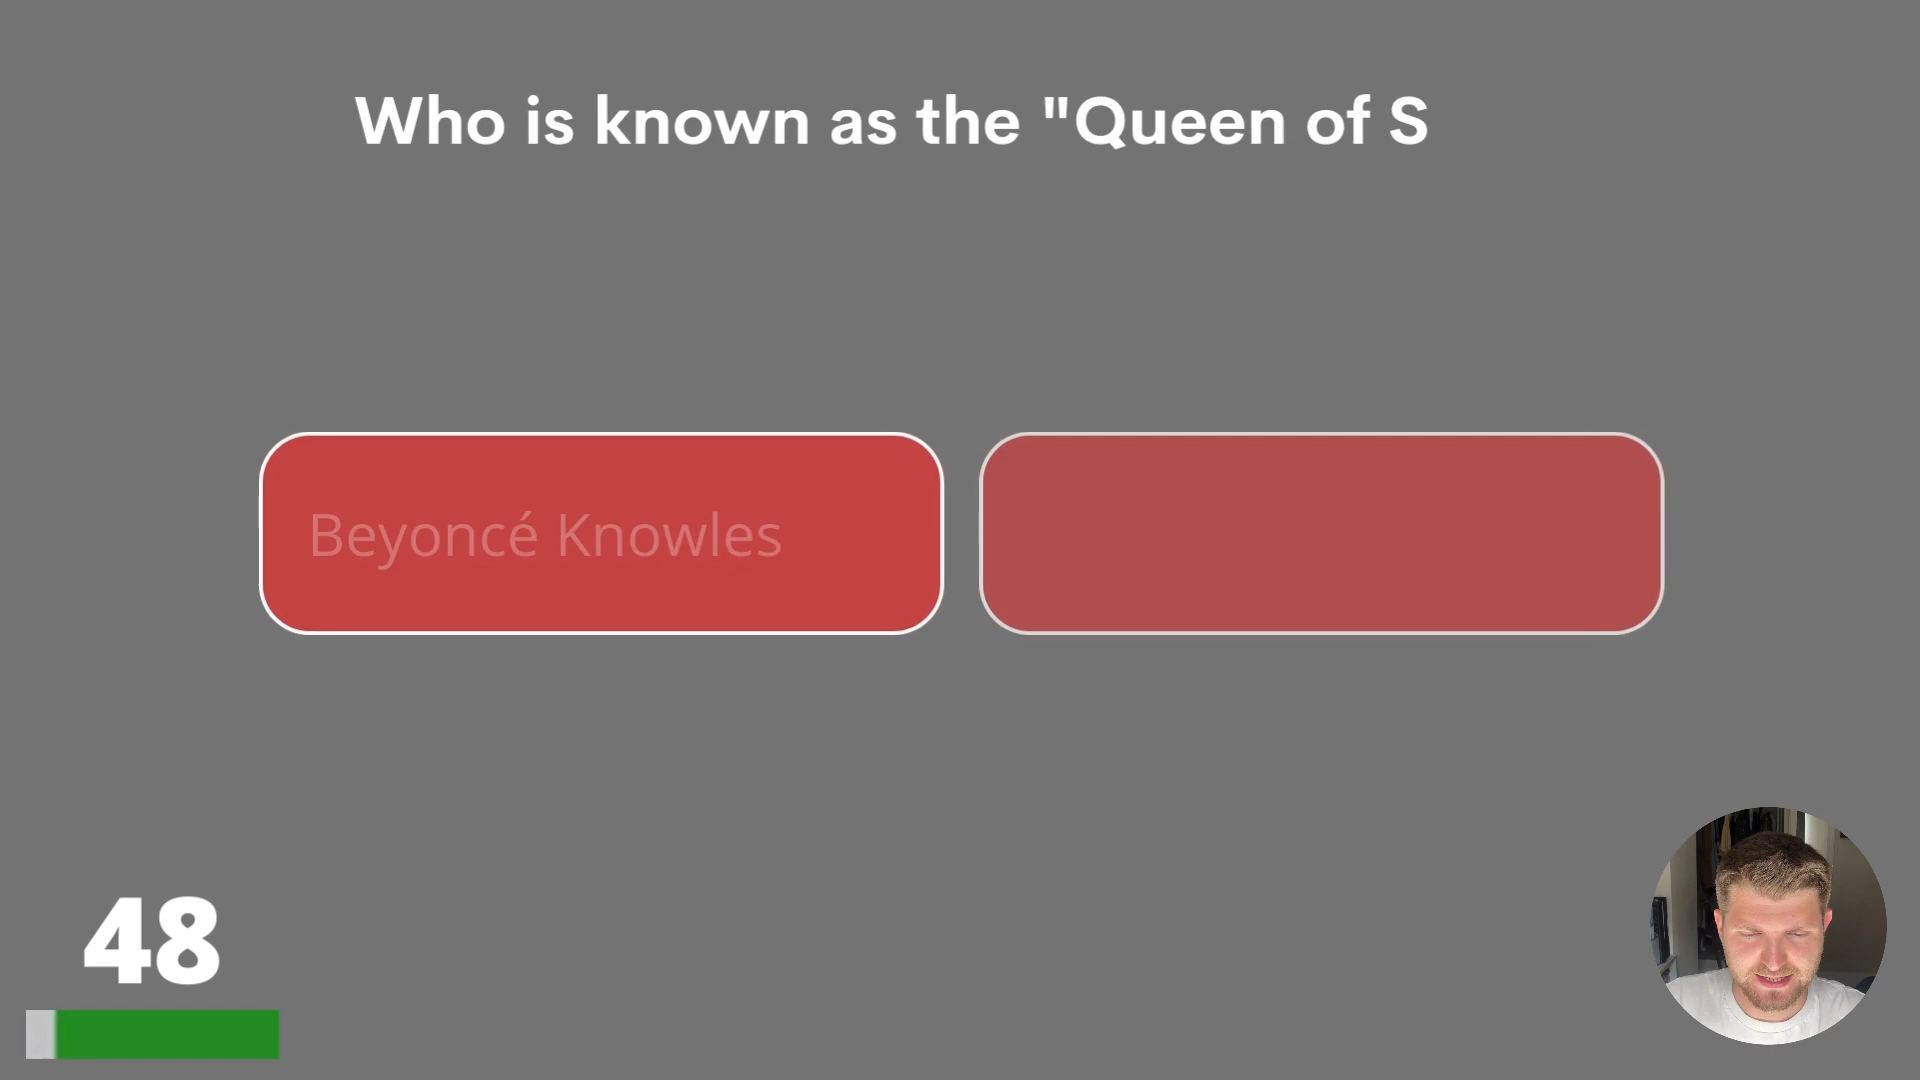 Who is known as the "Queen of S
Beyoncé Knowles
48